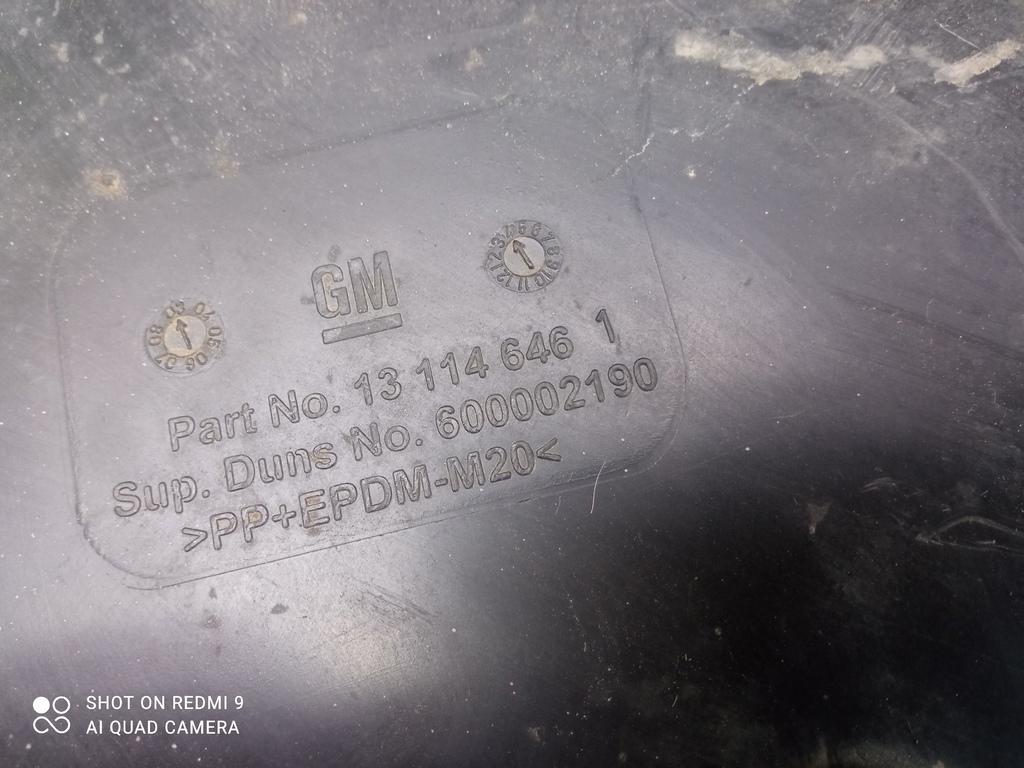 GM
Part No. 13 114 646 1
Sup. Duns No. 600002190
>PP+EPDM-M20<
SHOT ON REDMI 9
AI QUAD CAMERA